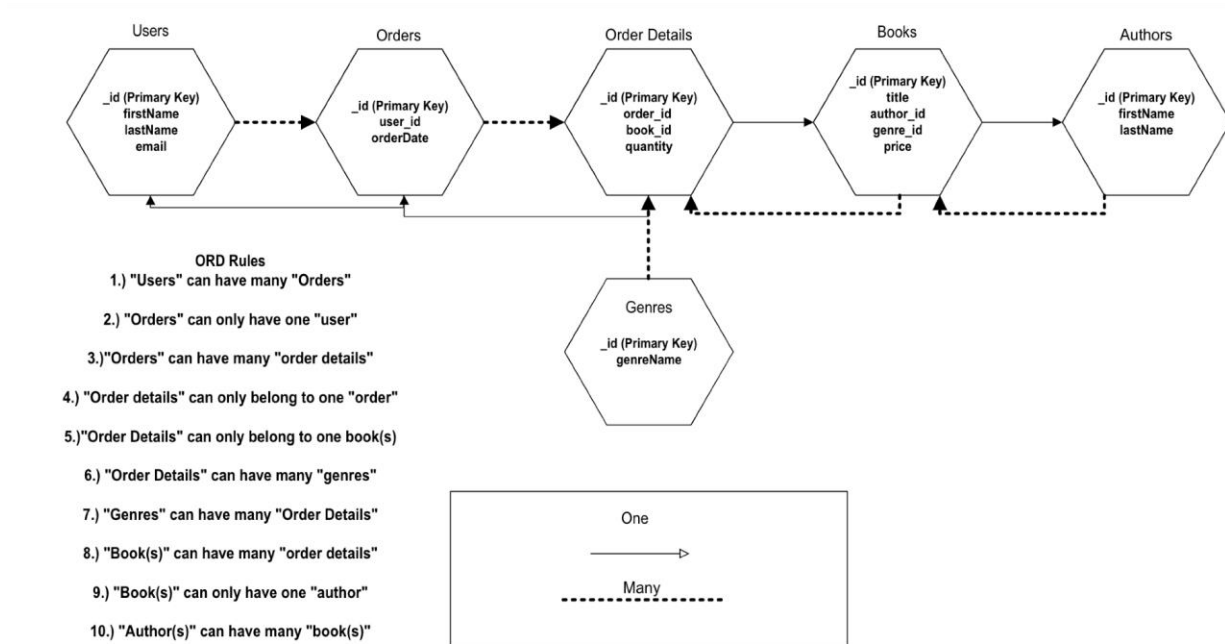 Users
Orders
Order Details
Books
Authors
_id (Primary Key)
firstName
lastName
email
_id (Primary Key)
user_id
orderDate
_id (Primary Key)
order_id
book_id
quantity
_id (Primary Key)
title
author_id
genre_id
price
_id (Primary Key)
firstName
lastName
Genres
_id (Primary Key)
genreName
ORD Rules
1.) "Users" can have many "Orders"
2.) "Orders" can only have one "user"
3.)"Orders" can have many "order details"
4.) "Order details" can only belong to one "order"
5.)"Order Details" can only belong to one book(s)
6.) "Order Details" can have many "genres"
7.) "Genres" can have many "Order Details"
8.) "Book(s)" can have many "order details"
9.) "Book(s)" can only have one "author"
10.) "Author(s)" can have many "book(s)"
One
Many